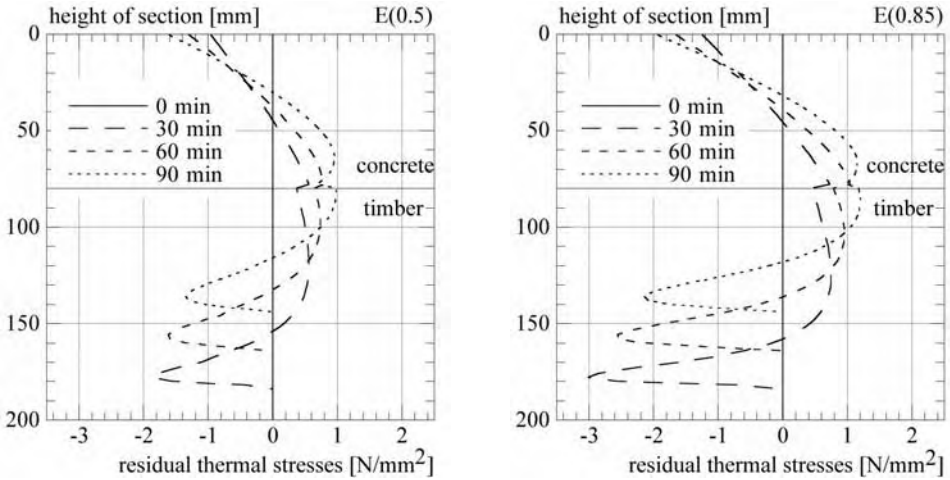 height of section [mm] E(0.5)
0
50
100
150
200
0 min
30 min
60 min
90 min
concrete
timber
-3 -2 -1 0 1 2
residual thermal stresses [N/mm²]
height of section [mm] E(0.85)
0
50
100
150
200
0 min
30 min
60 min
90 min
concrete
timber
-3 -2 -1 0 1 2
residual thermal stresses [N/mm²]